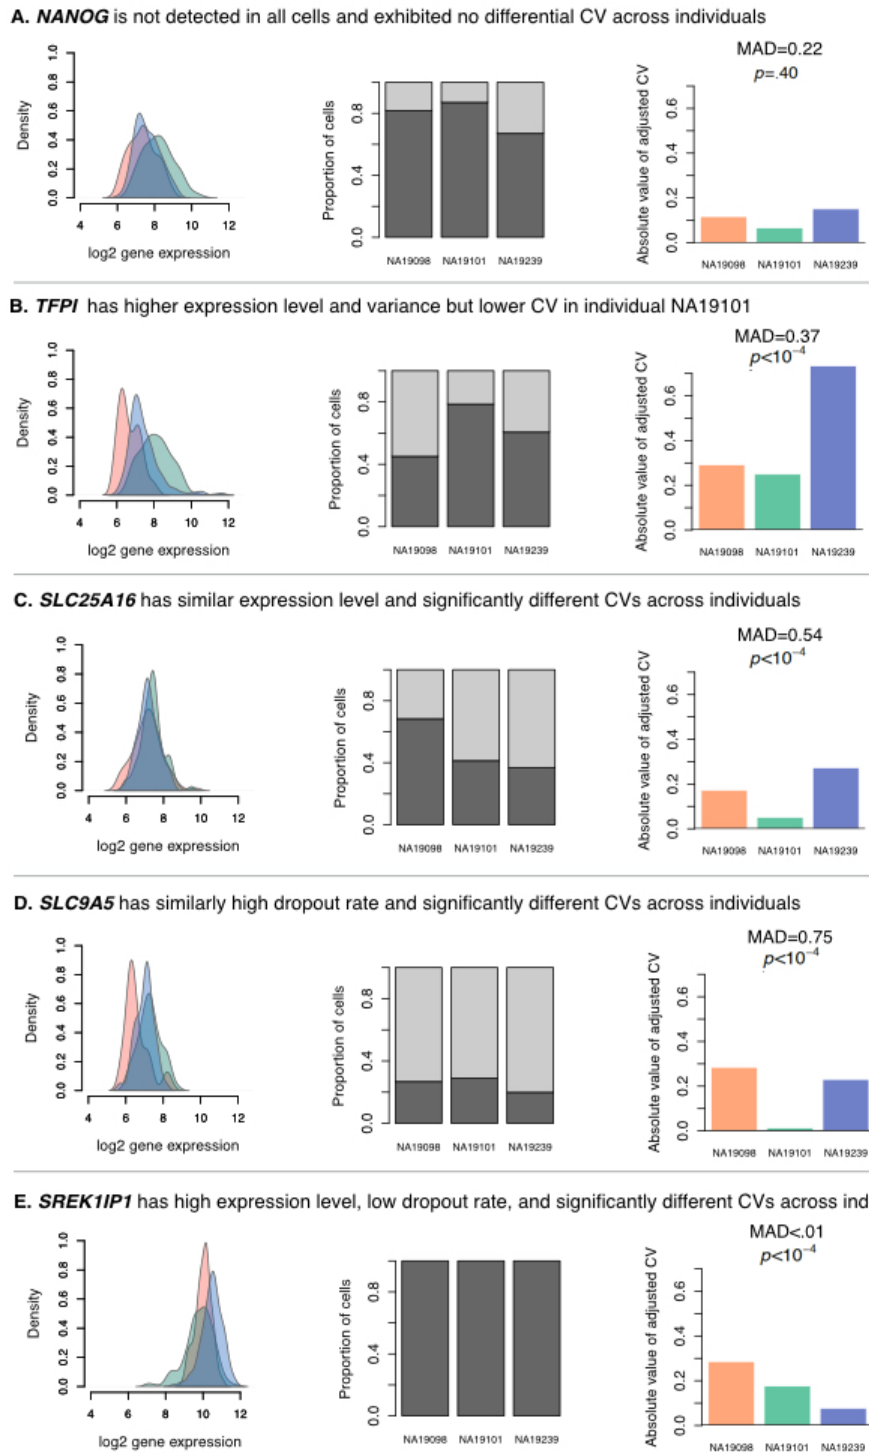 A. NANOG is not detected in all cells and exhibited no differential CV across individuals
MAD=0.22
p=.40
Density
0.0 0.2 0.4 0.6 0.8 1.0
4 6 8 10 12
log2 gene expression
Proportion of cells
0.0 0.4 0.8
NA19098 NA19101 NA19239
Absolute value of adjusted CV
0.0 0.2 0.4 0.6
NA19098 NA19101 NA19239
B. TFPI has higher expression level and variance but lower CV in individual NA19101
MAD=0.37
p<10⁻⁴
Density
0.0 0.2 0.4 0.6 0.8 1.0
4 6 8 10 12
log2 gene expression
Proportion of cells
0.0 0.4 0.8
NA19098 NA19101 NA19239
Absolute value of adjusted CV
0.0 0.2 0.4 0.6
NA19098 NA19101 NA19239
C. SLC25A16 has similar expression level and significantly different CVs across individuals
MAD=0.54
p<10⁻⁴
Density
0.0 0.2 0.4 0.6 0.8 1.0
4 6 8 10 12
log2 gene expression
Proportion of cells
0.0 0.4 0.8
NA19098 NA19101 NA19239
Absolute value of adjusted CV
0.0 0.2 0.4 0.6
NA19098 NA19101 NA19239
D. SLC9A5 has similarly high dropout rate and significantly different CVs across individuals
MAD=0.75
p<10⁻⁴
Density
0.0 0.2 0.4 0.6 0.8 1.0
4 6 8 10 12
log2 gene expression
Proportion of cells
0.0 0.4 0.8
NA19098 NA19101 NA19239
Absolute value of adjusted CV
0.0 0.2 0.4 0.6
NA19098 NA19101 NA19239
E. SREK1IP1 has high expression level, low dropout rate, and significantly different CVs across ind
MAD<.01
p<10⁻⁴
Density
0.0 0.2 0.4 0.6 0.8 1.0
4 6 8 10 12
log2 gene expression
Proportion of cells
0.0 0.4 0.8
NA19098 NA19101 NA19239
Absolute value of adjusted CV
0.0 0.2 0.4 0.6
NA19098 NA19101 NA19239